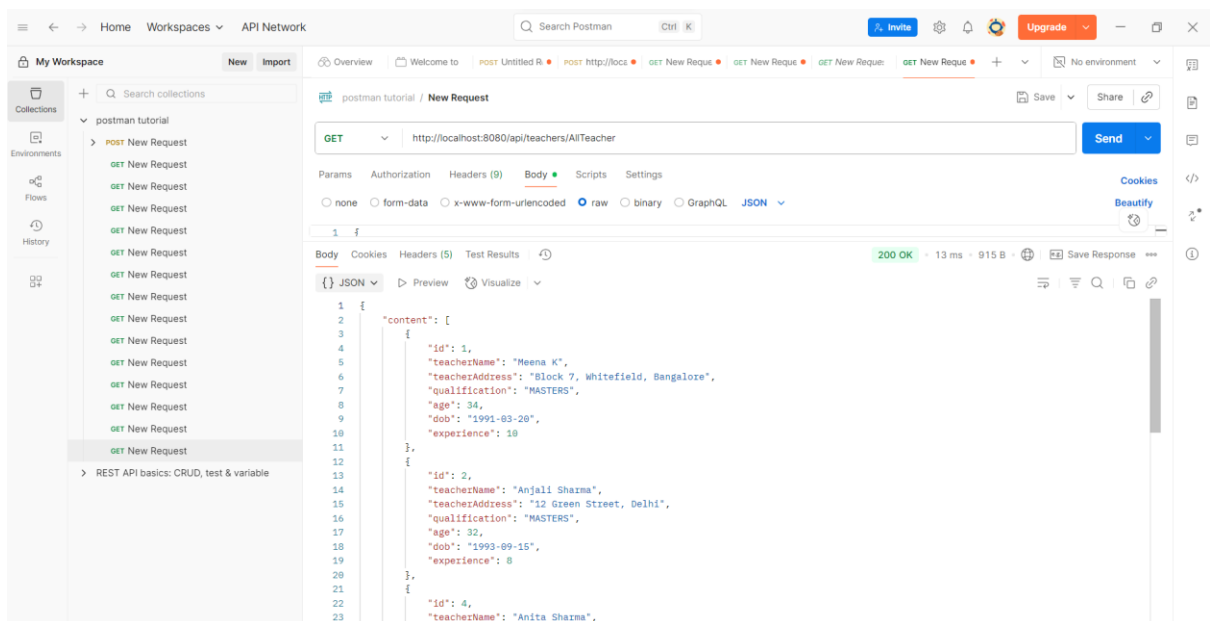 Home Workspaces API Network Search Postman Ctrl K Invite Upgrade
My Workspace New Import Overview Welcome to POST Untitled R POST http://loca GET New Reque GET New Reque GET New Reque GET New Reque No environment
Collections
Environments
Flows
History
Search collections
postman tutorial
POST New Request
GET New Request
GET New Request
GET New Request
GET New Request
GET New Request
GET New Request
GET New Request
GET New Request
GET New Request
GET New Request
GET New Request
GET New Request
GET New Request
GET New Request
REST API basics: CRUD, test & variable
HTTP postman tutorial / New Request Save Share
GET http://localhost:8080/api/teachers/AllTeacher Send
Params Authorization Headers (9) Body Scripts Settings Cookies
none form-data x-www-form-urlencoded raw binary GraphQL JSON Beautify
1 {
Body Cookies Headers (5) Test Results 200 OK 13 ms 915 B Save Response
{} JSON Preview Visualize
1 {
2 "content": [
3 {
4 "id": 1,
5 "teacherName": "Meena K",
6 "teacherAddress": "Block 7, Whitefield, Bangalore",
7 "qualification": "MASTERS",
8 "age": 34,
9 "dob": "1991-03-20",
10 "experience": 10
11 },
12 {
13 "id": 2,
14 "teacherName": "Anjali Sharma",
15 "teacherAddress": "12 Green Street, Delhi",
16 "qualification": "MASTERS",
17 "age": 32,
18 "dob": "1993-09-15",
19 "experience": 8
20 },
21 {
22 "id": 4,
23 "teacherName": "Anita Sharma",